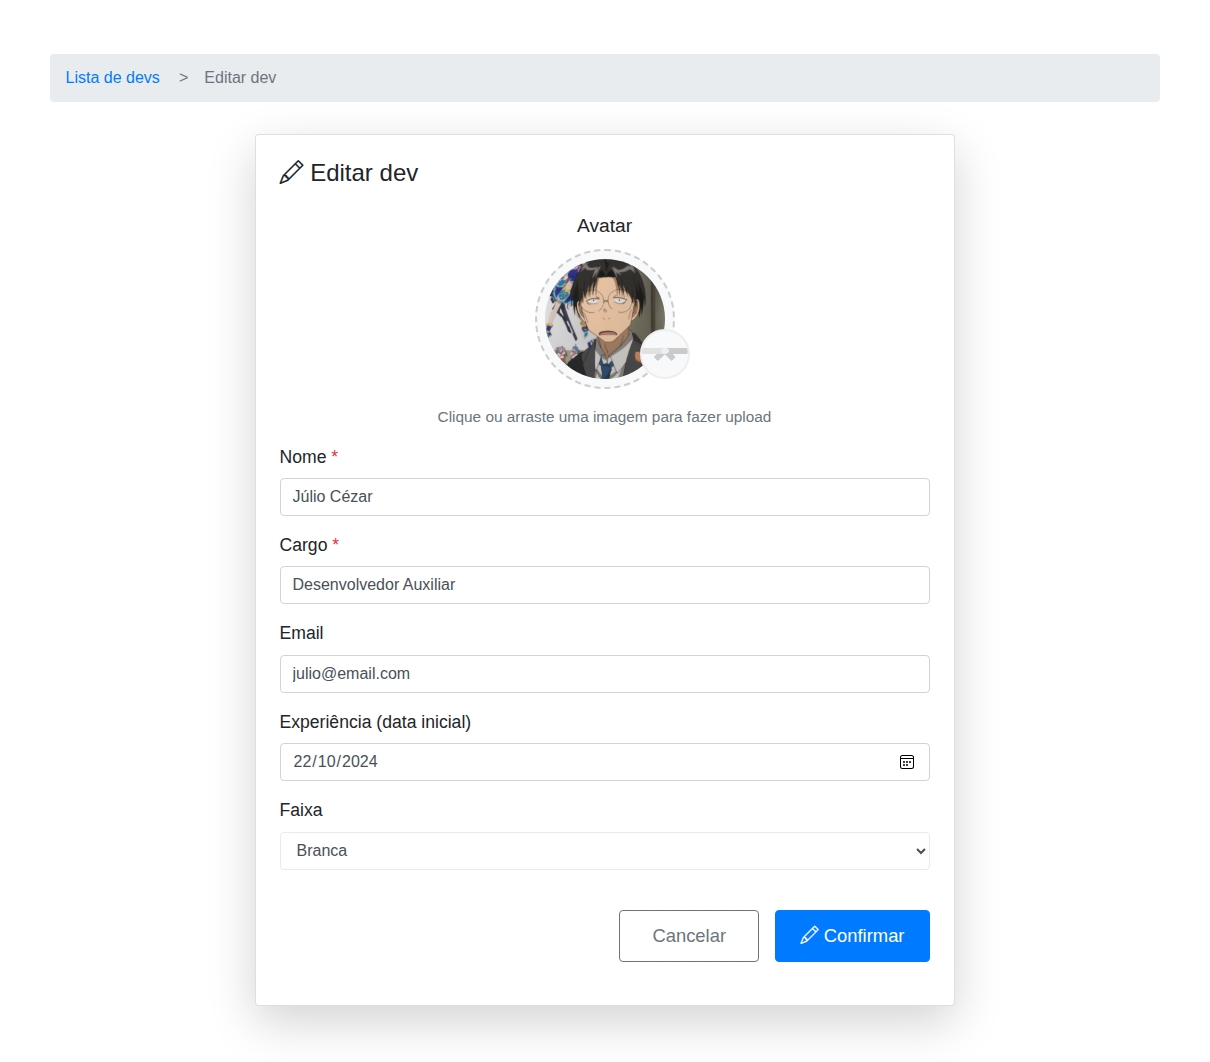 Lista de devs > Editar dev
Editar dev
Avatar
Clique ou arraste uma imagem para fazer upload
Nome *
Júlio Cézar
Cargo *
Desenvolvedor Auxiliar
Email
julio@email.com
Experiência (data inicial)
22/10/2024
Faixa
Branca
Cancelar Confirmar